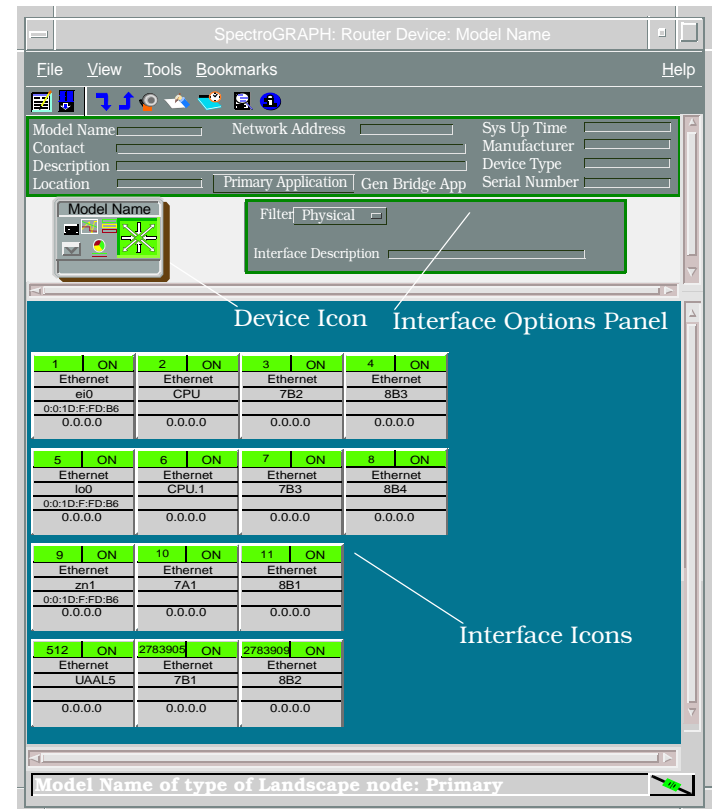 SpectroGRAPH: Router Device: Model Name
File View Tools Bookmarks Help
Model Name Network Address Sys Up Time
Contact Manufacturer
Description Device Type
Location Primary Application Gen Bridge App Serial Number
Model Name
Filter Physical
Interface Description
Device Icon Interface Options Panel
1 ON 2 ON 3 ON 4 ON
Ethernet Ethernet Ethernet Ethernet
ei0 CPU 7B2 8B3
0:0:1D:F:FD:B6
0.0.0.0 0.0.0.0 0.0.0.0 0.0.0.0
5 ON 6 ON 7 ON 8 ON
Ethernet Ethernet Ethernet Ethernet
lo0 CPU.1 7B3 8B4
0:0:1D:F:FD:B6
0.0.0.0 0.0.0.0 0.0.0.0 0.0.0.0
9 ON 10 ON 11 ON
Ethernet Ethernet Ethernet
zn1 7A1 8B1
0:0:1D:F:FD:B6
0.0.0.0 0.0.0.0 0.0.0.0
Interface Icons
512 ON 2783905 ON 2783909 ON
Ethernet Ethernet Ethernet
UAAL5 7B1 8B2
0.0.0.0 0.0.0.0 0.0.0.0
Model Name of type of Landscape node: Primary